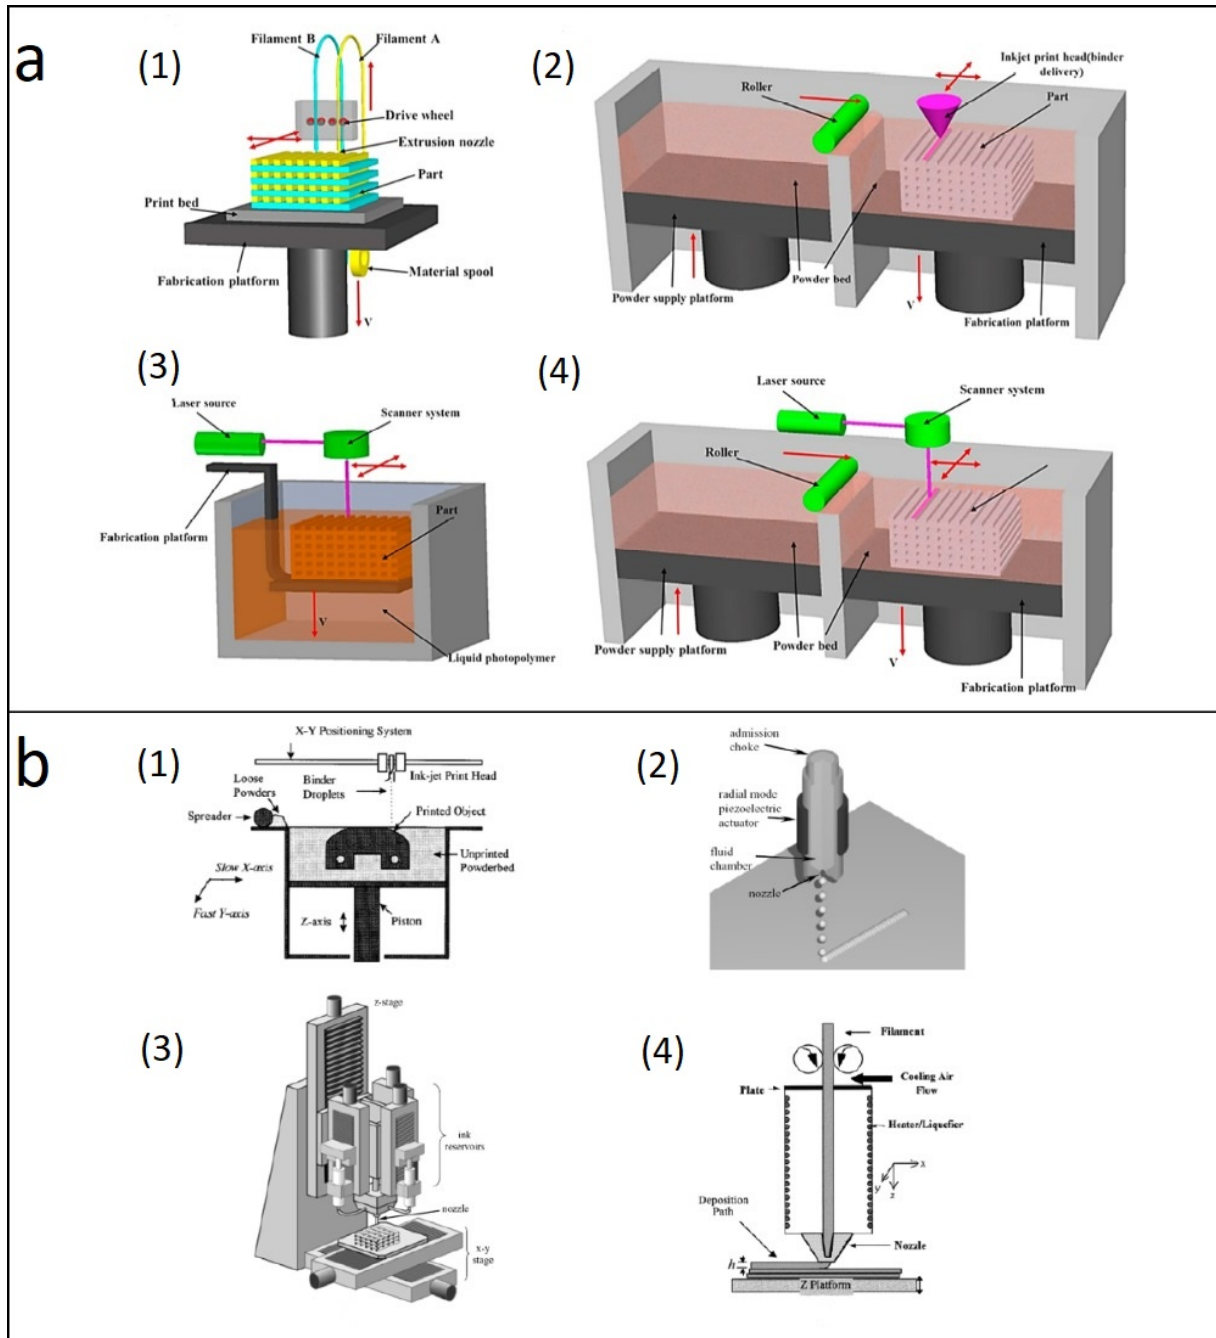 a
(1)
Filament B
Filament A
Drive wheel
Extrusion nozzle
Part
Print bed
Fabrication platform
Material spool
V
(2)
Inkjet print head(binder
delivery)
Roller
Part
Powder bed
Powder supply platform
V
Fabrication platform
(3)
Laser source
Scanner system
Part
Fabrication platform
V
Liquid photopolymer
(4)
Laser source
Scanner system
Roller
Powder supply platform
Powder bed
V
Fabrication platform
b
(1)
X-Y Positioning System
Loose
Powders
Binder
Droplets
Ink-jet Print Head
Spreader
Printed Object
Unprinted
Powderbed
Slow X-axis
Fast Y-axis
Z-axis
Piston
(2)
admission
choke
radial mode
piezoelectric
actuator
fluid
chamber
nozzle
(3)
z-stage
ink
reservoirs
nozzle
x-y
stage
(4)
Filament
Cooling Air
Flow
Plate
Heater/Liquefier
x
y
z
Deposition
Path
Nozzle
h
Z Platform